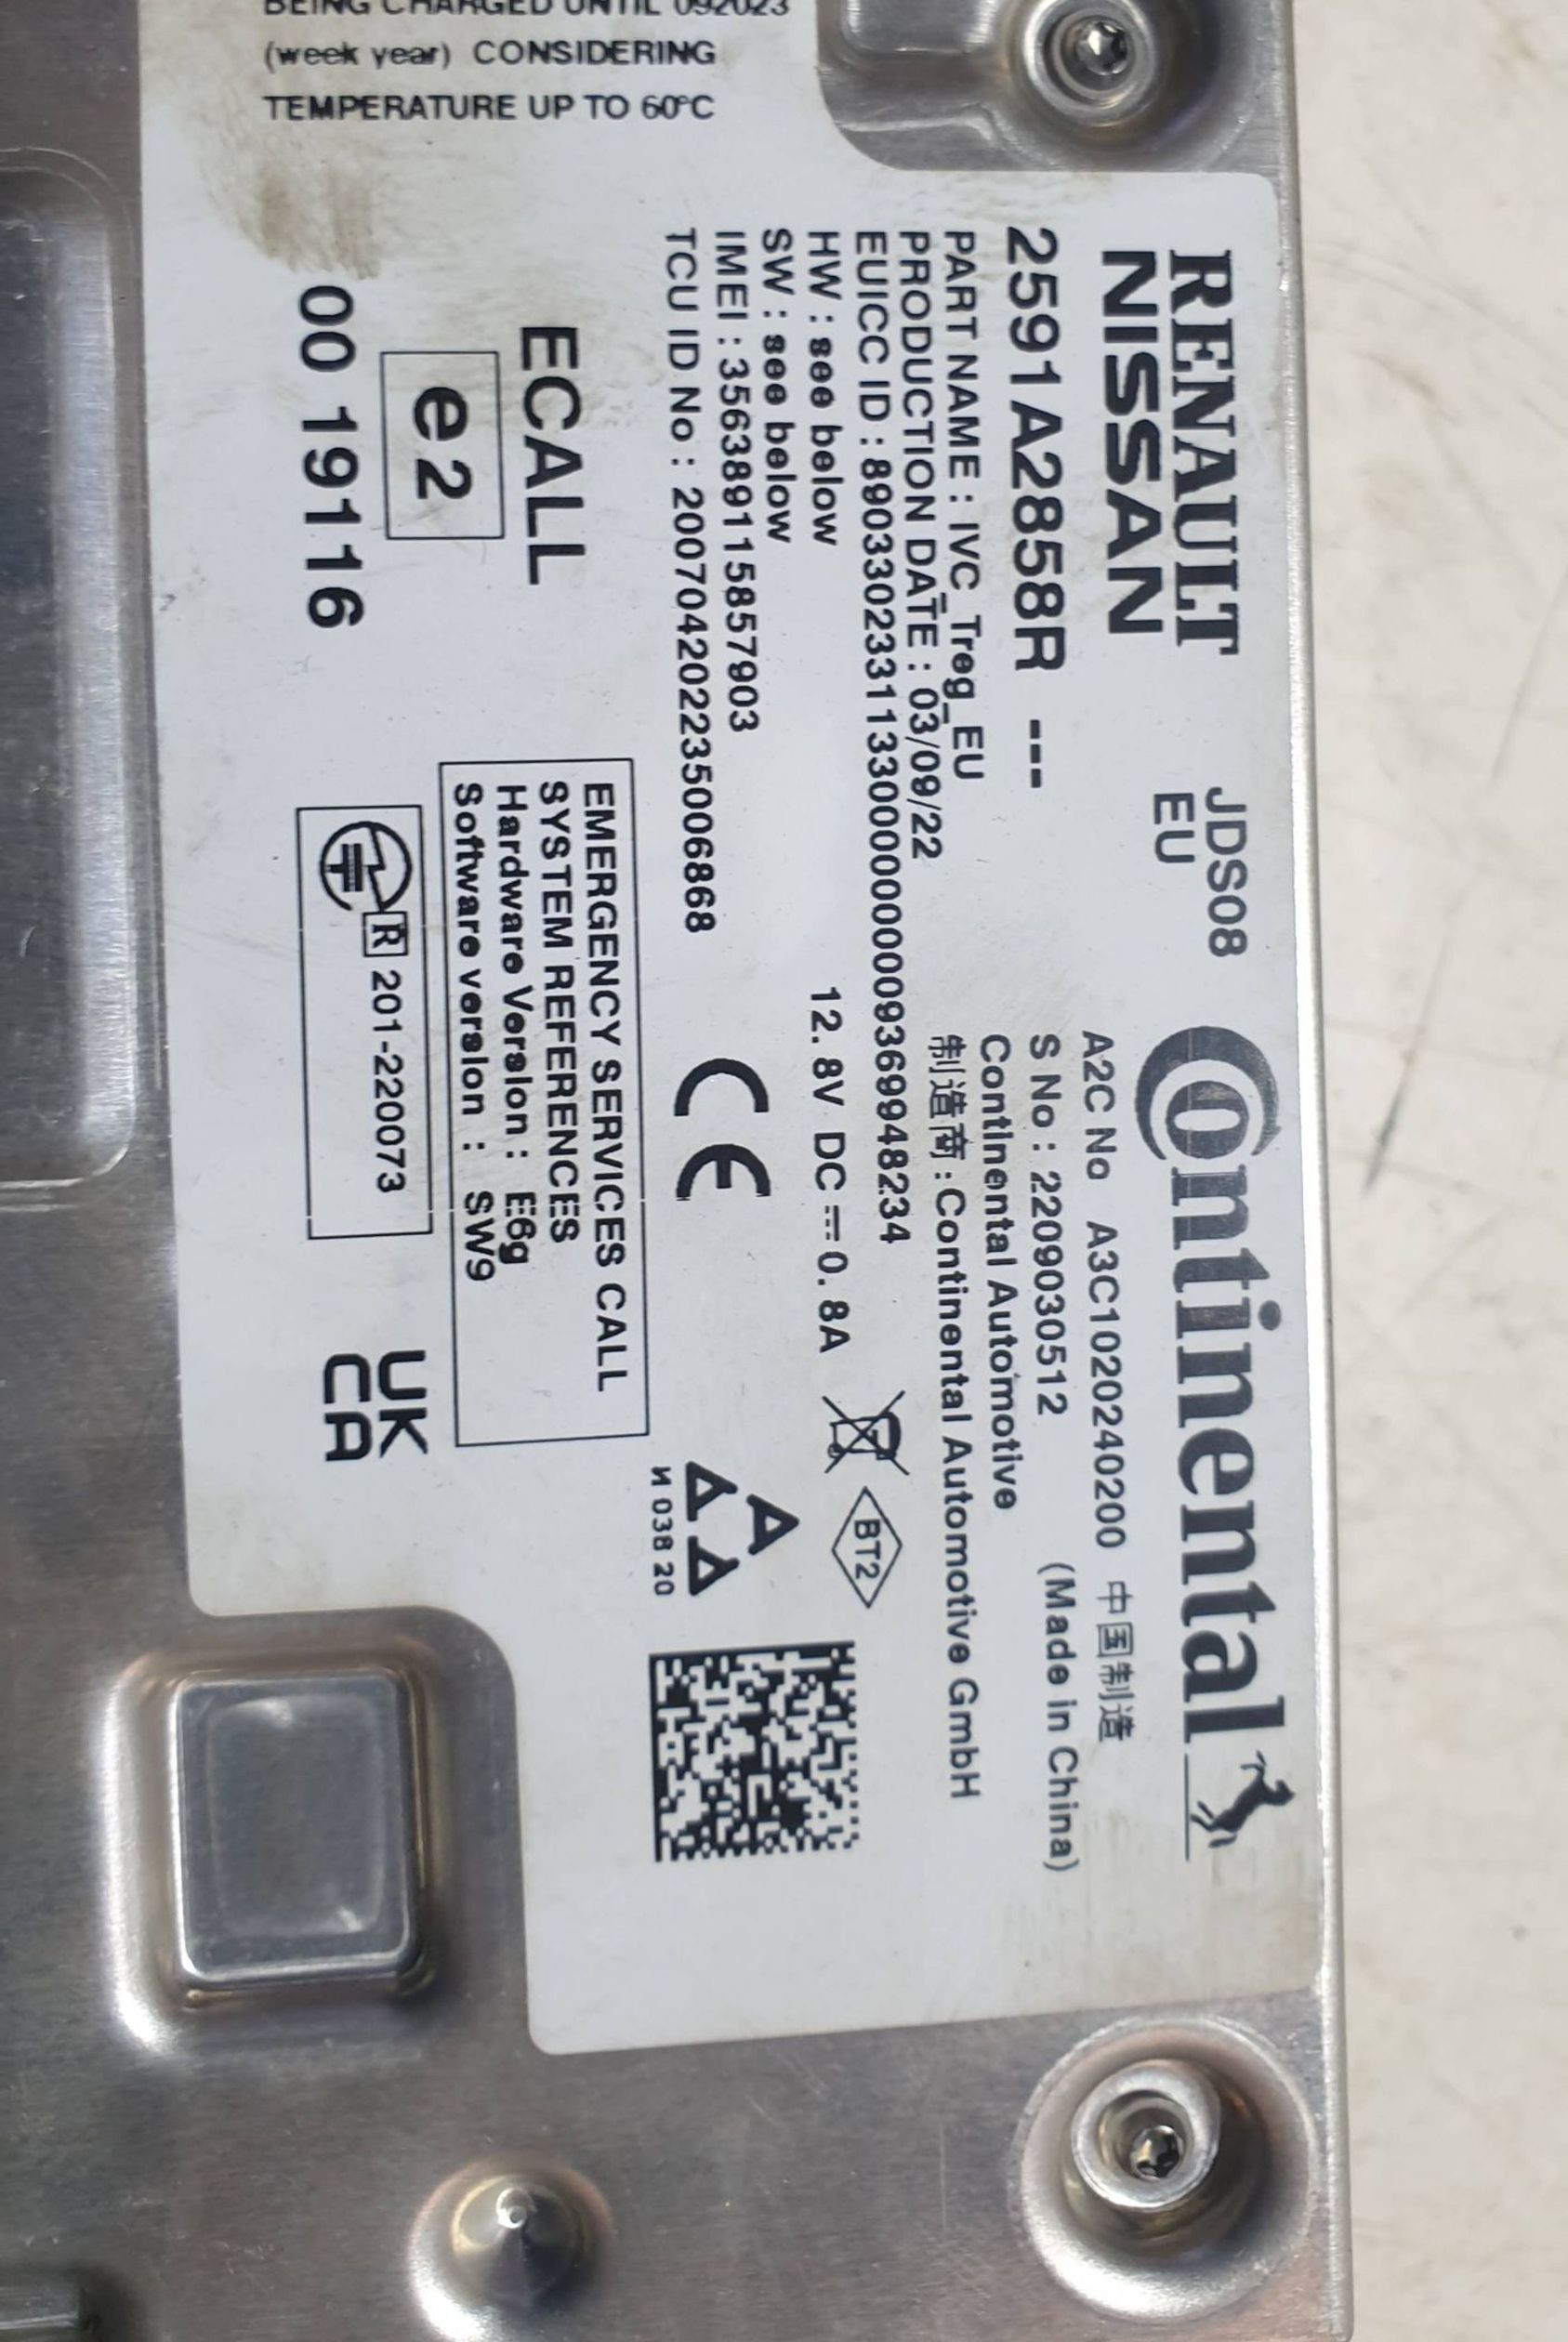 BEING CHARGED UNTIL 092023
(week year) CONSIDERING
TEMPERATURE UP TO 60°C
RENAULT
NISSAN
JDS08
EU
Continental
2591A2858R ---
A2C No A3C1020240200 中国制造
S No : 2209030512 (Made in China)
Continental Automotive
制造商 : Continental Automotive GmbH
PART NAME : IVC_Treg_EU
PRODUCTION DATE : 03/09/22
EUICC ID : 89033023311330000000009369948234
HW : see below
SW : see below
12.8V DC 0.8A
BT2
IMEI : 356389115857903
TCU ID No : 200704202235006868
CE
И 038 20
ECALL
e2
00 19116
EMERGENCY SERVICES CALL
SYSTEM REFERENCES
Hardware Version : E6g
Software version : SW9
R 201-220073
UK
CA